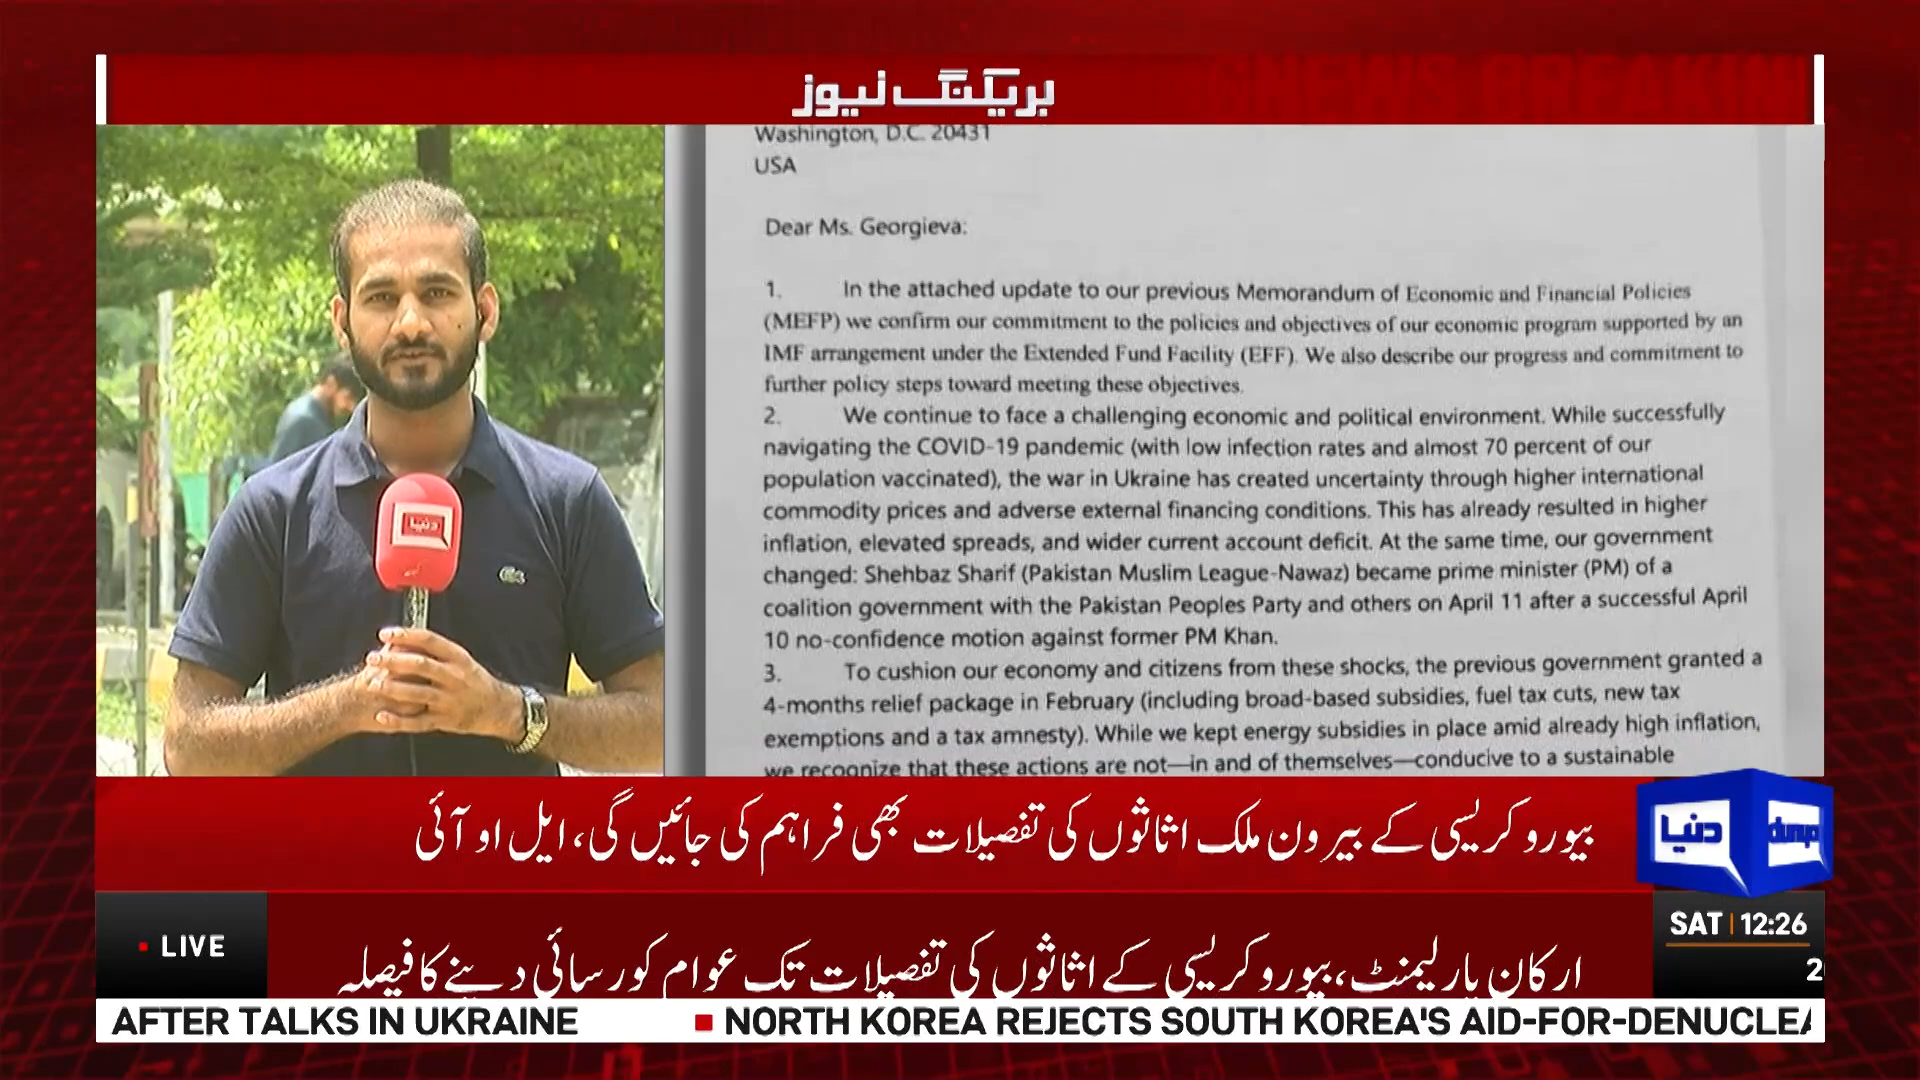 بریکنگ نیوز
Washington, D.C. 20431
USA
Dear Ms. Georgieva:
1. In the attached update to our previous Memorandum of Economic and Financial Policies
(MEFP) we confirm our commitment to the policies and objectives of our economic program supported by an
IMF arrangement under the Extended Fund Facility (EFF). We also describe our progress and commitment to
further policy steps toward meeting these objectives.
2. We continue to face a challenging economic and political environment. While successfully
navigating the COVID-19 pandemic (with low infection rates and almost 70 percent of our
population vaccinated), the war in Ukraine has created uncertainty through higher international
commodity prices and adverse external financing conditions. This has already resulted in higher
inflation, elevated spreads, and wider current account deficit. At the same time, our government
changed: Shehbaz Sharif (Pakistan Muslim League-Nawaz) became prime minister (PM) of a
coalition government with the Pakistan Peoples Party and others on April 11 after a successful April
10 no-confidence motion against former PM Khan.
3. To cushion our economy and citizens from these shocks, the previous government granted a
4-months relief package in February (including broad-based subsidies, fuel tax cuts, new tax
exemptions and a tax amnesty). While we kept energy subsidies in place amid already high inflation,
we recognize that these actions are not—in and of themselves—conducive to a sustainable
دنیا
بیوروکریسی کے بیرون ملک اثاثوں کی تفصیلات بھی فراہم کی جائیں گی، ایل او آئی
دنیا
dunya
LIVE
ارکان پارلیمنٹ، بیوروکریسی کے اثاثوں کی تفصیلات تک عوام کو رسائی دینے کا فیصلہ
SAT | 12:26
AFTER TALKS IN UKRAINE ■ NORTH KOREA REJECTS SOUTH KOREA'S AID-FOR-DENUCLEA